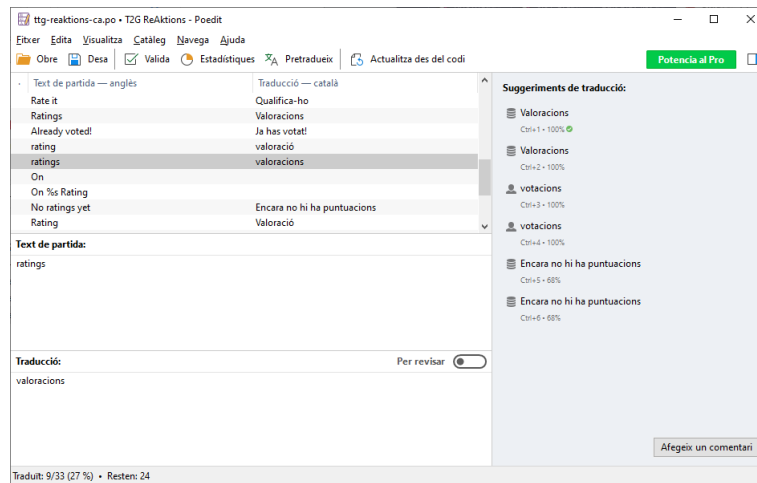 ttg-reaktions-ca.po • T2G ReAktions - Poedit
Fitxer Edita Visualitza Catàleg Navega Ajuda
Obre Desa Valida Estadístiques Pretradueix Actualitza des del codi Potencia al Pro
Text de partida — anglès Traducció — català
Rate it Qualifica-ho
Ratings Valoracions
Already voted! Ja has votat!
rating valoració
ratings valoracions
On
On %s Rating
No ratings yet Encara no hi ha puntuacions
Rating Valoració
Text de partida:
ratings
Traducció: Per revisar
valoracions
Suggeriments de traducció:
Valoracions
Ctrl+1 • 100%
Valoracions
Ctrl+2 • 100%
votacions
Ctrl+3 • 100%
votacions
Ctrl+4 • 100%
Encara no hi ha puntuacions
Ctrl+5 • 68%
Encara no hi ha puntuacions
Ctrl+6 • 68%
Afegeix un comentari
Traduït: 9/33 (27 %) • Resten: 24